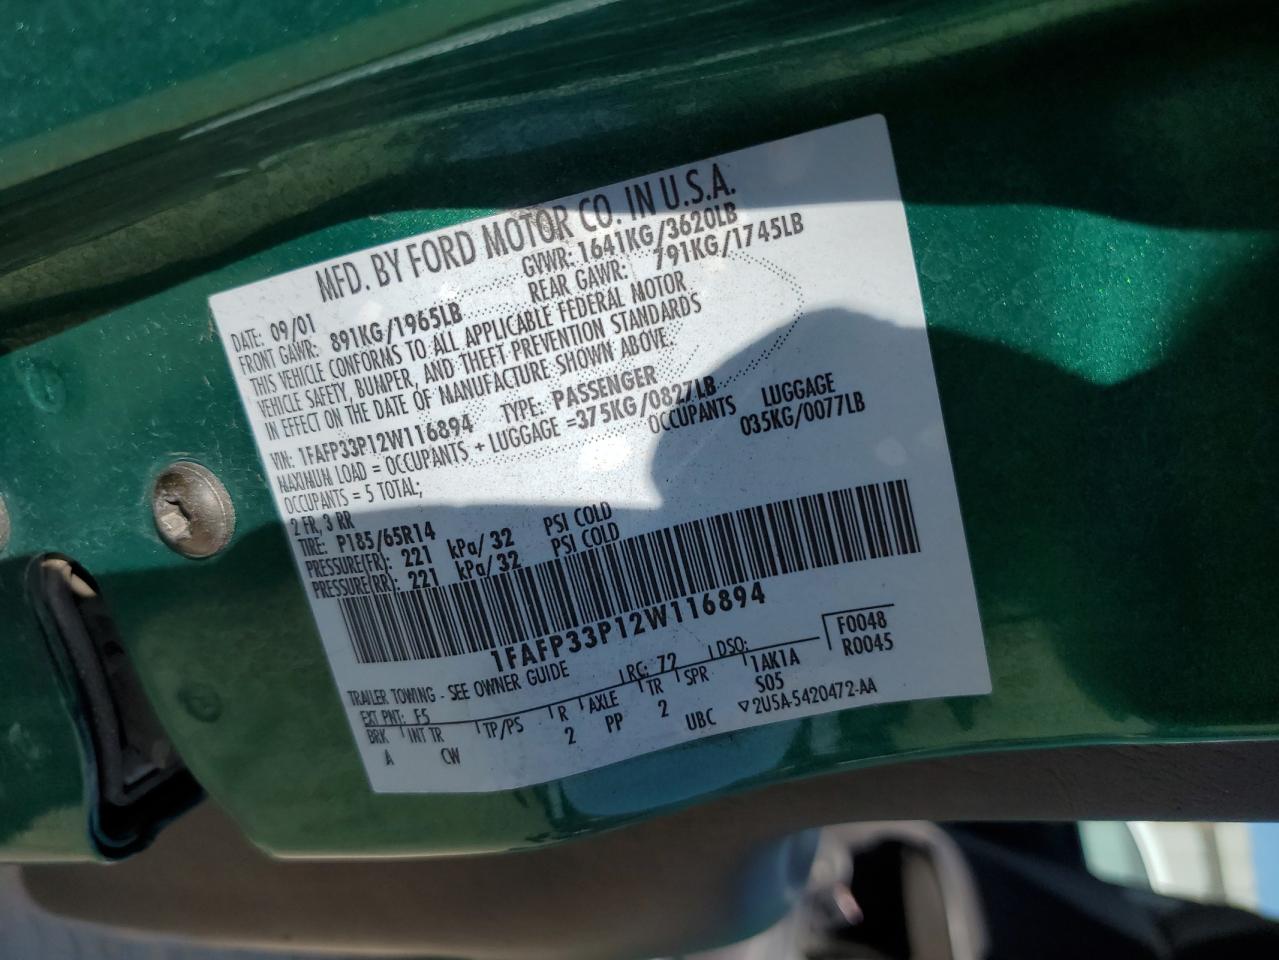 MFD. BY FORD MOTOR CO. IN U.S.A.
DATE: 09/01 GVWR: 1641KG/3620LB
FRONT GAWR: 891KG/1965LB REAR GAWR: 791KG/1745LB
THIS VEHICLE CONFORMS TO ALL APPLICABLE FEDERAL MOTOR
VEHICLE SAFETY, BUMPER, AND THEFT PREVENTION STANDARDS
IN EFFECT ON THE DATE OF MANUFACTURE SHOWN ABOVE.
VIN: 1FAFP33P12W116894 TYPE: PASSENGER
MAXIMUM LOAD = OCCUPANTS + LUGGAGE =375KG/0827LB
OCCUPANTS = 5 TOTAL; OCCUPANTS LUGGAGE
2 FR, 3 RR 035KG/0077LB
TIRE: P185/65R14
PRESSURE(FR): 221 kPa/32 PSI COLD
PRESSURE(RR): 221 kPa/32 PSI COLD
1FAFP33P12W116894
TRAILER TOWING - SEE OWNER GUIDE
EXT PNT: F5 RC: 72 DSO: F0048
BRK INT TR TP/PS R AXLE TR SPR 1AK1A R0045
A CW 2 PP 2 S05
UBC ▽2U5A-5420472-AA